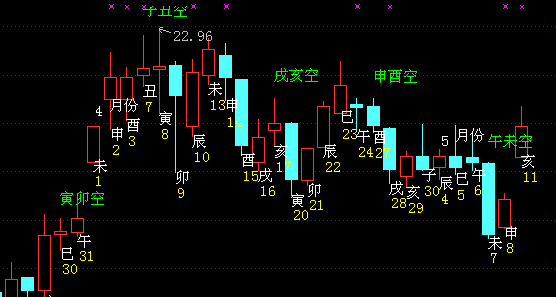 子丑空
22.96
戌亥空
申酉空
丑
7
寅
8
未
13
申
4
月份
酉
3
申
2
辰
10
巳
23
午
24
酉
27
午未空
5
月份
未
1
酉
15
戌
16
亥
辰
22
卯
9
寅
20
卯
21
戌
28
亥
29
子
30
辰
4
巳
5
午
6
亥
11
寅卯空
巳
30
午
31
未
7
申
8